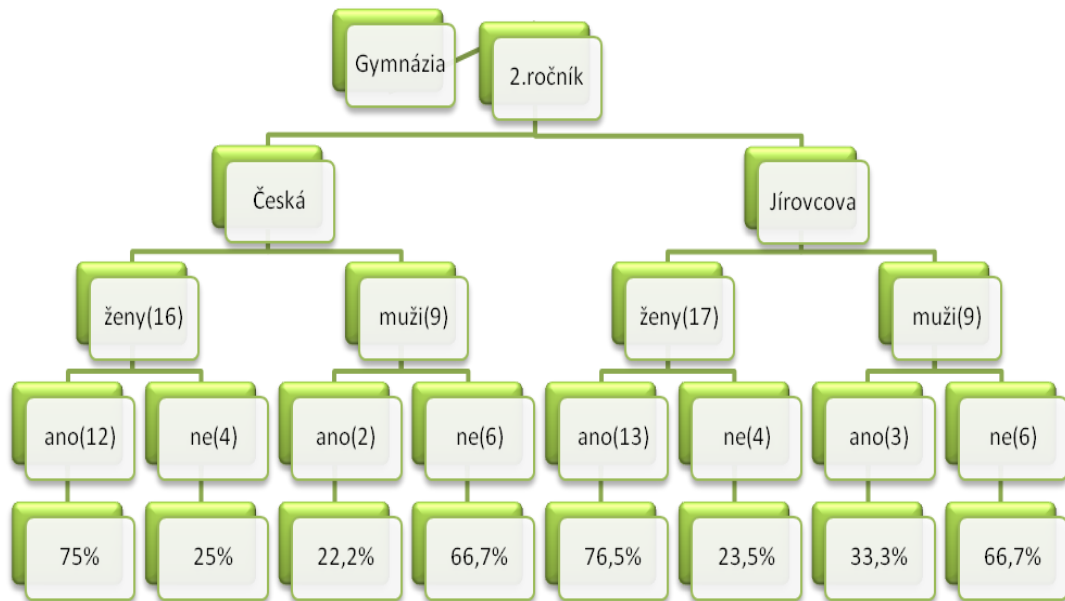 Gymnázia
2.ročník
Česká
Jírovcova
ženy(16)
muži(9)
ženy(17)
muži(9)
ano(12)
ne(4)
ano(2)
ne(6)
ano(13)
ne(4)
ano(3)
ne(6)
75%
25%
22,2%
66,7%
76,5%
23,5%
33,3%
66,7%